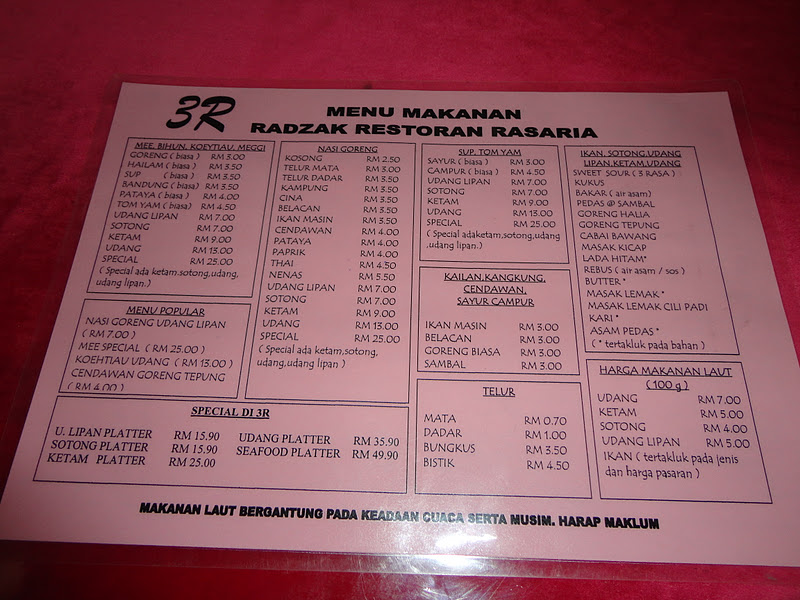 3R
MENU MAKANAN
RADZAK RESTORAN RASARIA
MEE, BIHUN, KOEYTIAU, MEGGI
GORENG ( biasa ) RM 3.00
HAILAM ( biasa ) RM 3.50
SUP ( biasa ) RM 3.50
BANDUNG ( biasa ) RM 3.50
PATAYA ( biasa ) RM 4.00
TOM YAM ( biasa ) RM 4.50
UDANG LIPAN RM 7.00
SOTONG RM 7.00
KETAM RM 9.00
UDANG RM 13.00
SPECIAL RM 25.00
( Special ada ketam,sotong,udang,
udang lipan.)
MENU POPULAR
NASI GORENG UDANG LIPAN
( RM 7.00 )
MEE SPECIAL ( RM 25.00 )
KOEHTIAU UDANG ( RM 13.00 )
CENDAWAN GORENG TEPUNG
( RM 4.00 )
NASI GORENG
KOSONG RM 2.50
TELUR MATA RM 3.00
TELUR DADAR RM 3.50
KAMPUNG RM 3.50
CINA RM 3.50
BELACAN RM 3.50
IKAN MASIN RM 3.50
CENDAWAN RM 4.00
PATAYA RM 4.00
PAPRIK RM 4.00
THAI RM 4.50
NENAS RM 5.50
UDANG LIPAN RM 7.00
SOTONG RM 7.00
KETAM RM 9.00
UDANG RM 13.00
SPECIAL RM 25.00
( Special ada ketam,sotong,
udang,udang lipan )
SUP, TOM YAM
SAYUR ( biasa ) RM 3.00
CAMPUR ( biasa ) RM 4.50
UDANG LIPAN RM 7.00
SOTONG RM 7.00
KETAM RM 9.00
UDANG RM 13.00
SPECIAL RM 25.00
( Special adaketam,sotong,udang
,udang lipan.)
KAILAN,KANGKUNG,
CENDAWAN,
SAYUR CAMPUR
IKAN MASIN RM 3.00
BELACAN RM 3.00
GORENG BIASA RM 3.00
SAMBAL RM 3.00
TELUR
MATA RM 0.70
DADAR RM 1.00
BUNGKUS RM 3.50
BISTIK RM 4.50
IKAN, SOTONG,UDANG
LIPAN,KETAM,UDANG
SWEET SOUR ( 3 RASA )
KUKUS
BAKAR ( air asam)
PEDAS @ SAMBAL
GORENG HALIA
GORENG TEPUNG
CABAI BAWANG
MASAK KICAP
LADA HITAM*
REBUS ( air asam / sos )
BUTTER *
MASAK LEMAK *
MASAK LEMAK CILI PADI
KARI *
ASAM PEDAS *
( * tertakluk pada bahan )
HARGA MAKANAN LAUT
( 100 g )
UDANG RM 7.00
KETAM RM 5.00
SOTONG RM 4.00
UDANG LIPAN RM 5.00
IKAN ( tertakluk pada jenis
dan harga pasaran )
SPECIAL DI 3R
U. LIPAN PLATTER RM 15.90
SOTONG PLATTER RM 15.90
KETAM PLATTER RM 25.00
UDANG PLATTER RM 35.90
SEAFOOD PLATTER RM 49.90
MAKANAN LAUT BERGANTUNG PADA KEADAAN CUACA SERTA MUSIM. HARAP MAKLUM